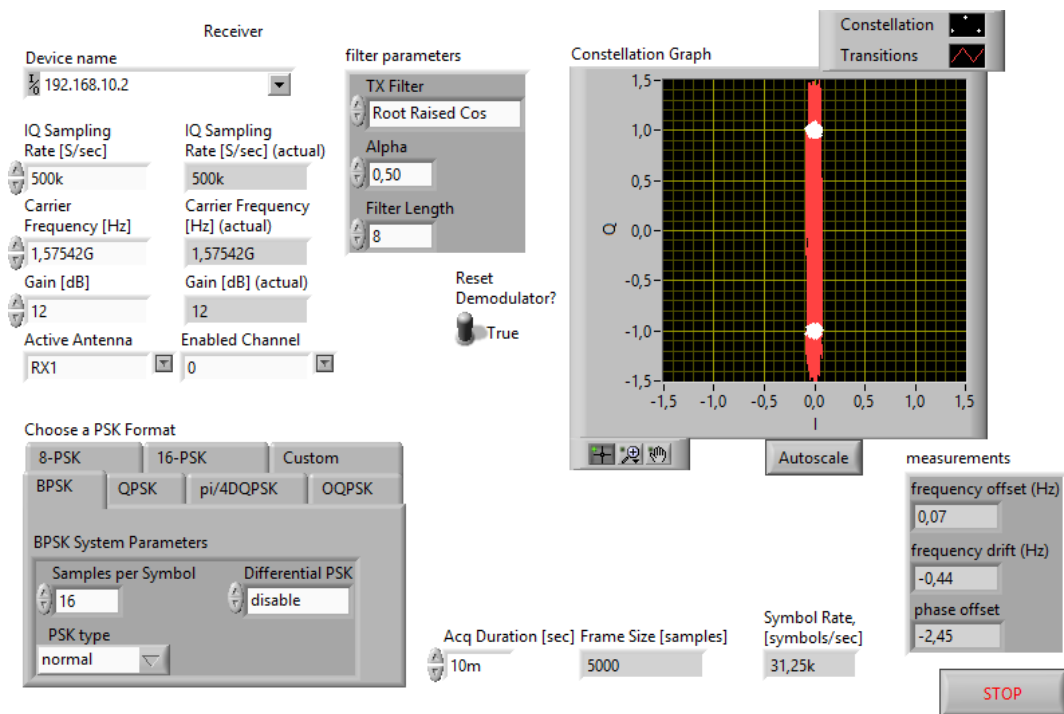 Receiver
Device name
I/0 192.168.10.2
IQ Sampling
Rate [S/sec]
500k
IQ Sampling
Rate [S/sec] (actual)
500k
Carrier
Frequency [Hz]
1,57542G
Carrier Frequency
[Hz] (actual)
1,57542G
Gain [dB]
12
Gain [dB] (actual)
12
Active Antenna
RX1
Enabled Channel
0
filter parameters
TX Filter
Root Raised Cos
Alpha
0,50
Filter Length
8
Reset
Demodulator?
True
Constellation Graph
Constellation
Transitions
Q
1,5
1,0
0,5
0,0
-0,5
-1,0
-1,5
-1,5 -1,0 -0,5 0,0 0,5 1,0 1,5
I
Autoscale
Choose a PSK Format
8-PSK 16-PSK Custom
BPSK QPSK pi/4DQPSK OQPSK
BPSK System Parameters
Samples per Symbol
16
Differential PSK
disable
PSK type
normal
Acq Duration [sec]
10m
Frame Size [samples]
5000
Symbol Rate,
[symbols/sec]
31,25k
measurements
frequency offset (Hz)
0,07
frequency drift (Hz)
-0,44
phase offset
-2,45
STOP